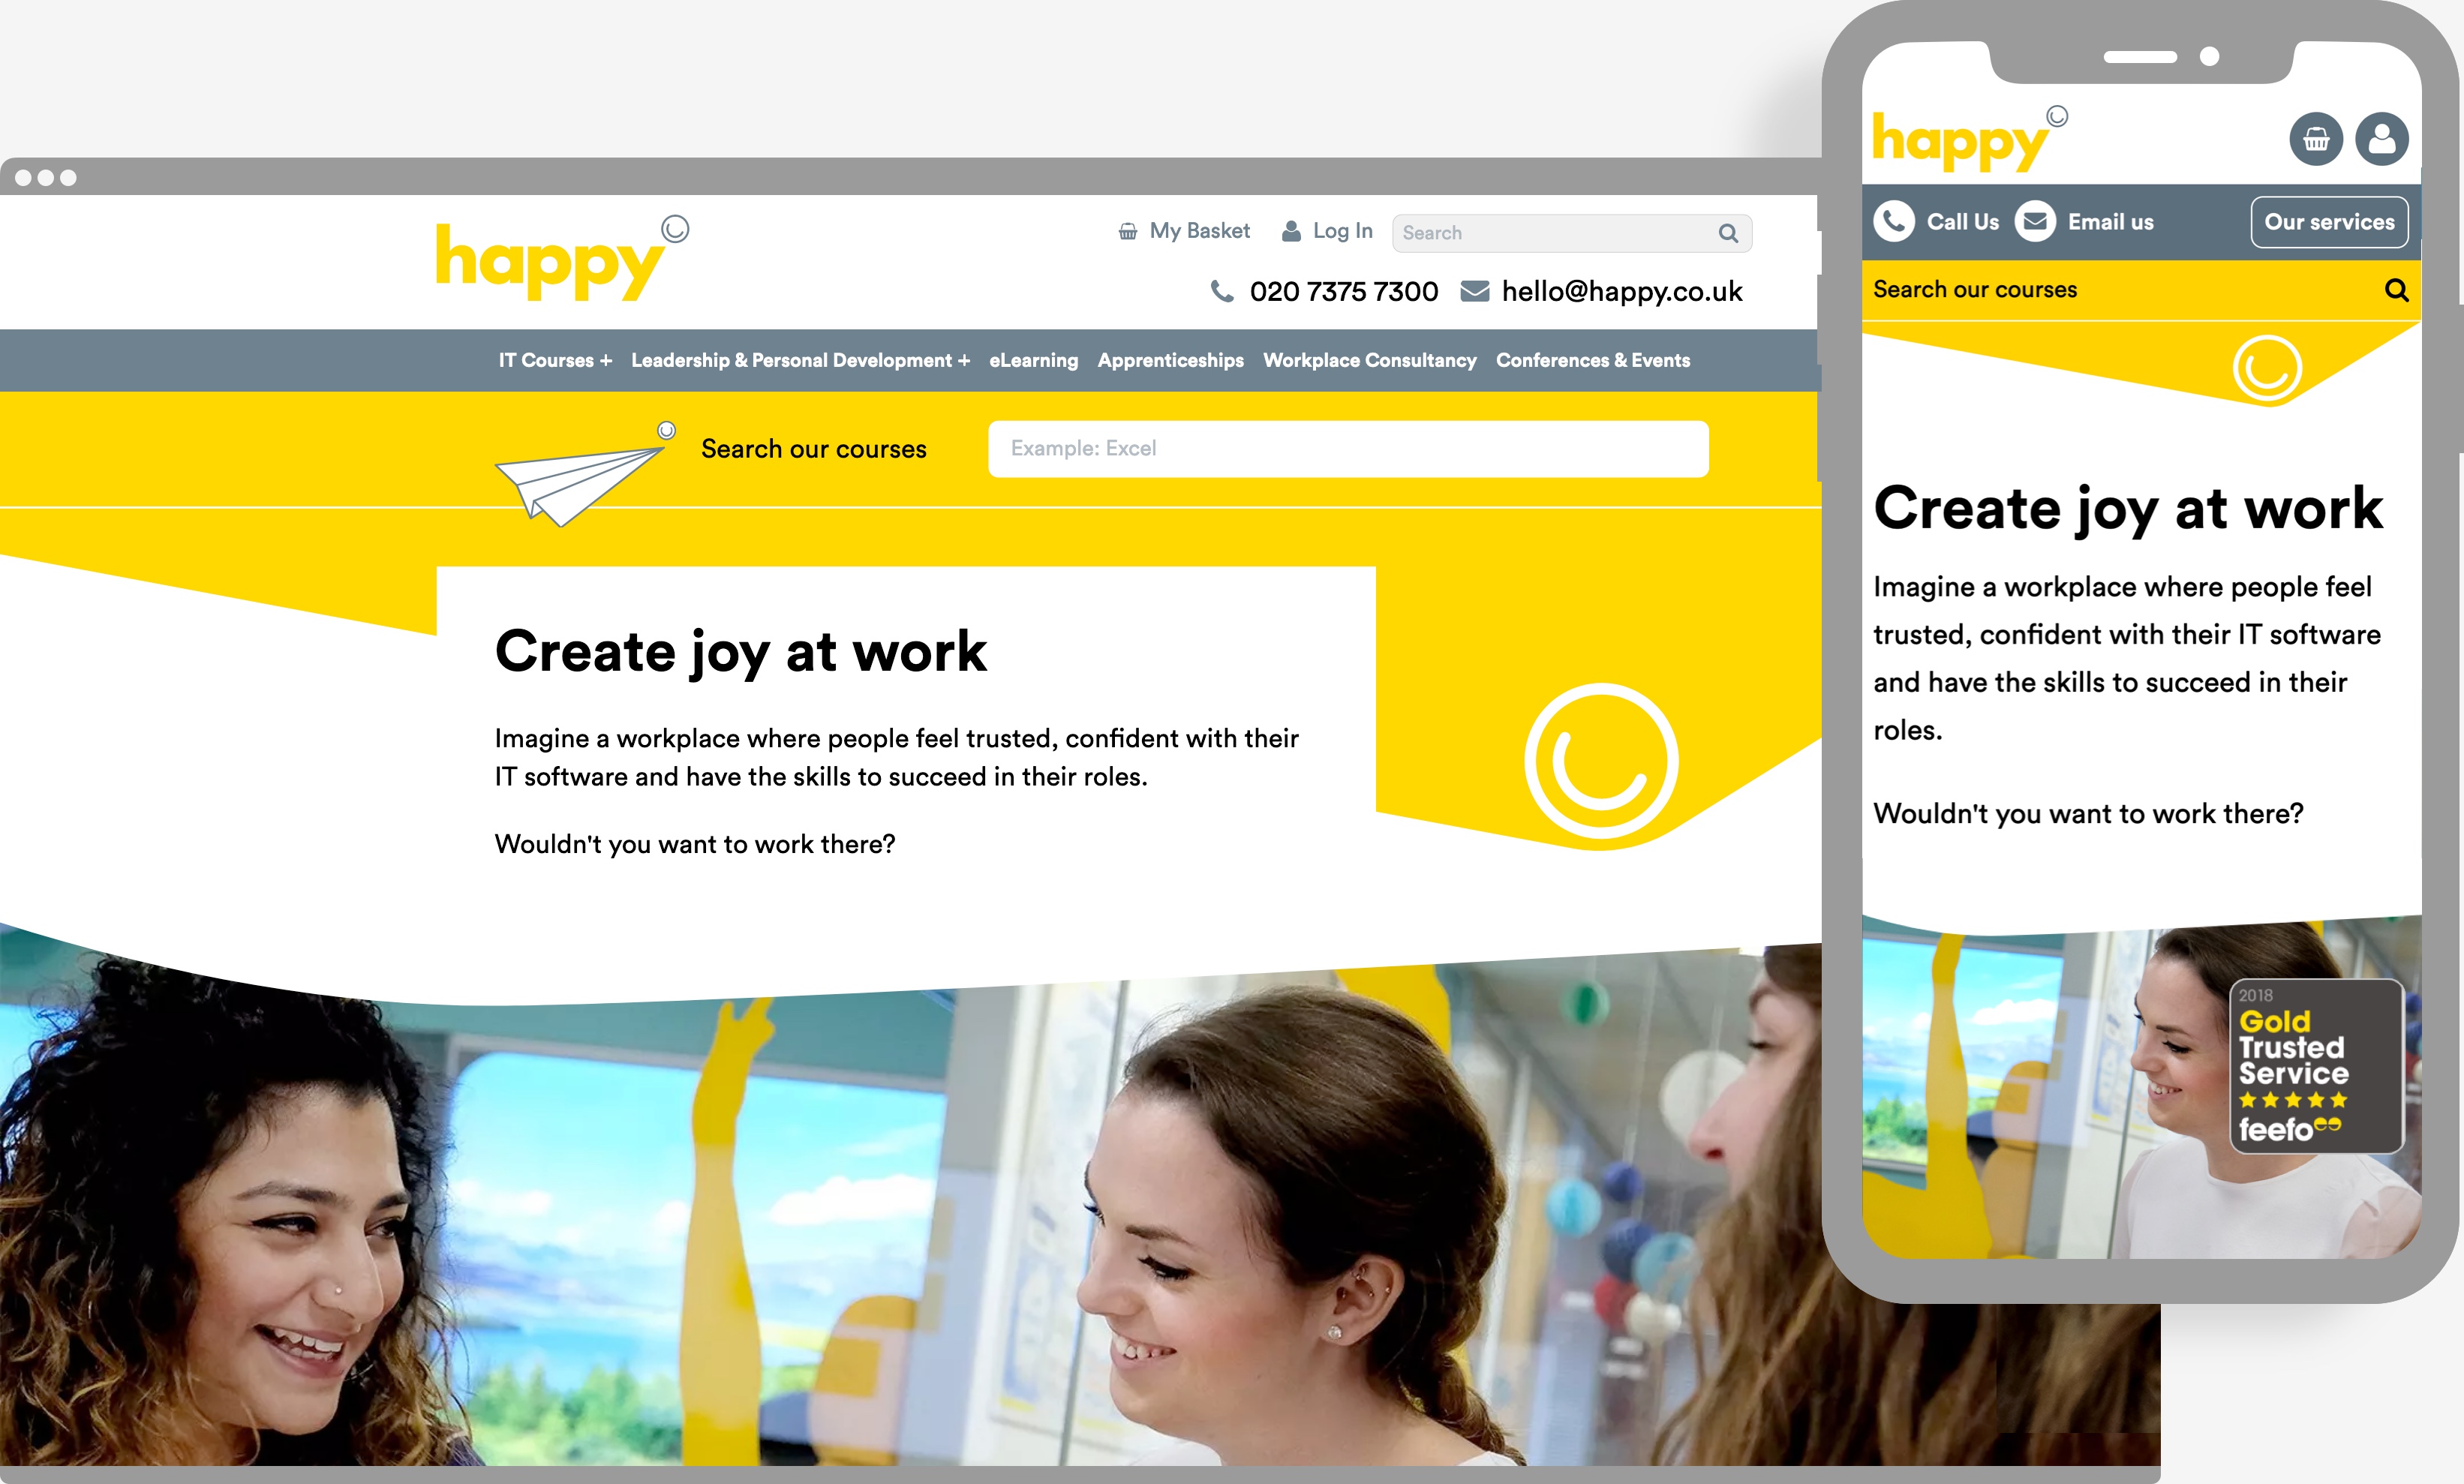 happy
My Basket
Log In
Search
020 7375 7300
hello@happy.co.uk
IT Courses +
Leadership & Personal Development +
eLearning
Apprenticeships
Workplace Consultancy
Conferences & Events
Search our courses
Example: Excel
Create joy at work
Imagine a workplace where people feel trusted, confident with their
IT software and have the skills to succeed in their roles.
Wouldn't you want to work there?
happy
Call Us
Email us
Our services
Search our courses
Create joy at work
Imagine a workplace where people feel
trusted, confident with their IT software
and have the skills to succeed in their
roles.
Wouldn't you want to work there?
2018
Gold
Trusted
Service
feefo